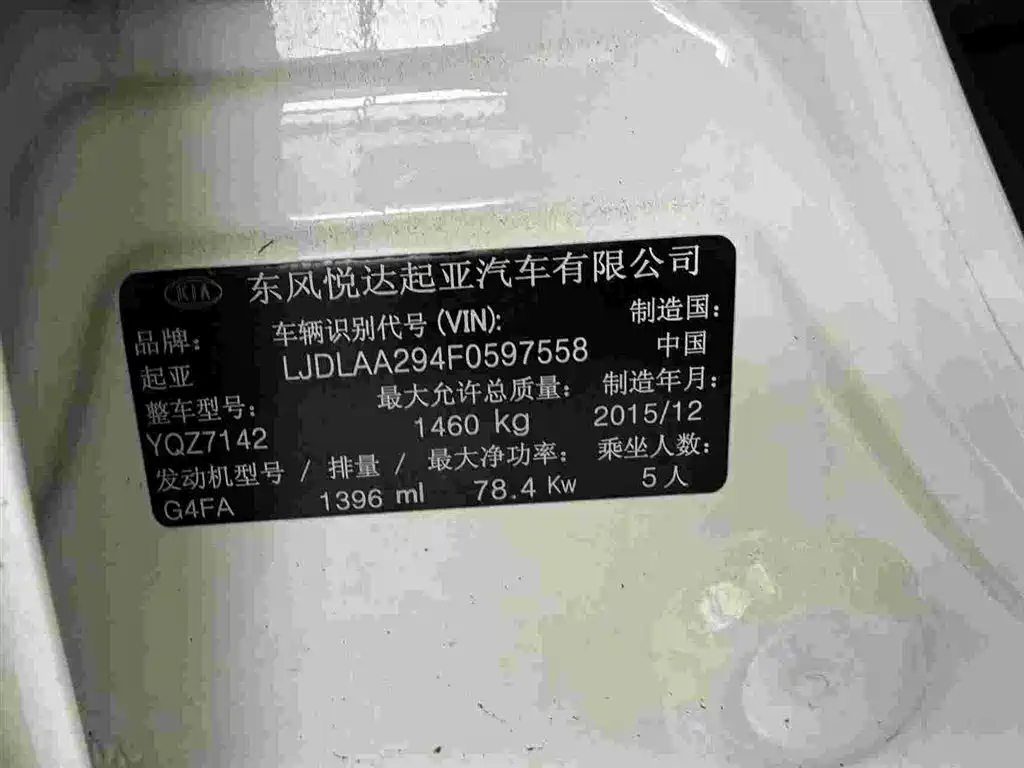 KIA 东风悦达起亚汽车有限公司
品牌： 车辆识别代号 (VIN)： 制造国：
起亚 LJDLAA294F0597558 中国
整车型号： 最大允许总质量： 制造年月：
YQZ7142 1460 kg 2015/12
发动机型号 / 排量 / 最大净功率： 乘坐人数：
G4FA 1396 ml 78.4 Kw 5人